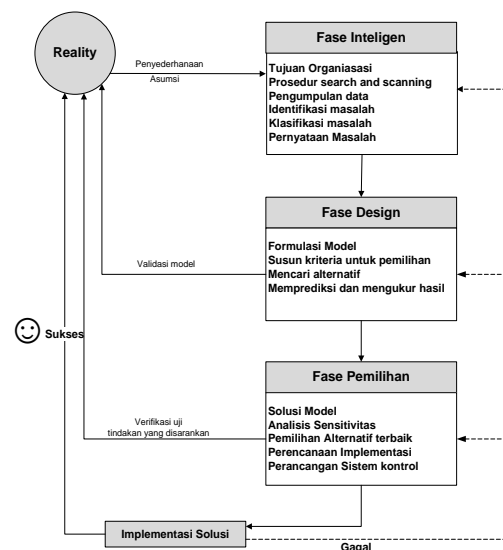 Reality
Penyederhanaan
Asumsi
Fase Inteligen
Tujuan Organiasasi
Prosedur search and scanning
Pengumpulan data
Identifikasi masalah
Klasifikasi masalah
Pernyataan Masalah
Fase Design
Formulasi Model
Susun kriteria untuk pemilihan
Mencari alternatif
Memprediksi dan mengukur hasil
Validasi model
Sukses
Fase Pemilihan
Solusi Model
Analisis Sensitivitas
Pemilihan Alternatif terbaik
Perencanaan Implementasi
Perancangan Sistem kontrol
Verifikasi uji
tindakan yang disarankan
Implementasi Solusi
Gagal